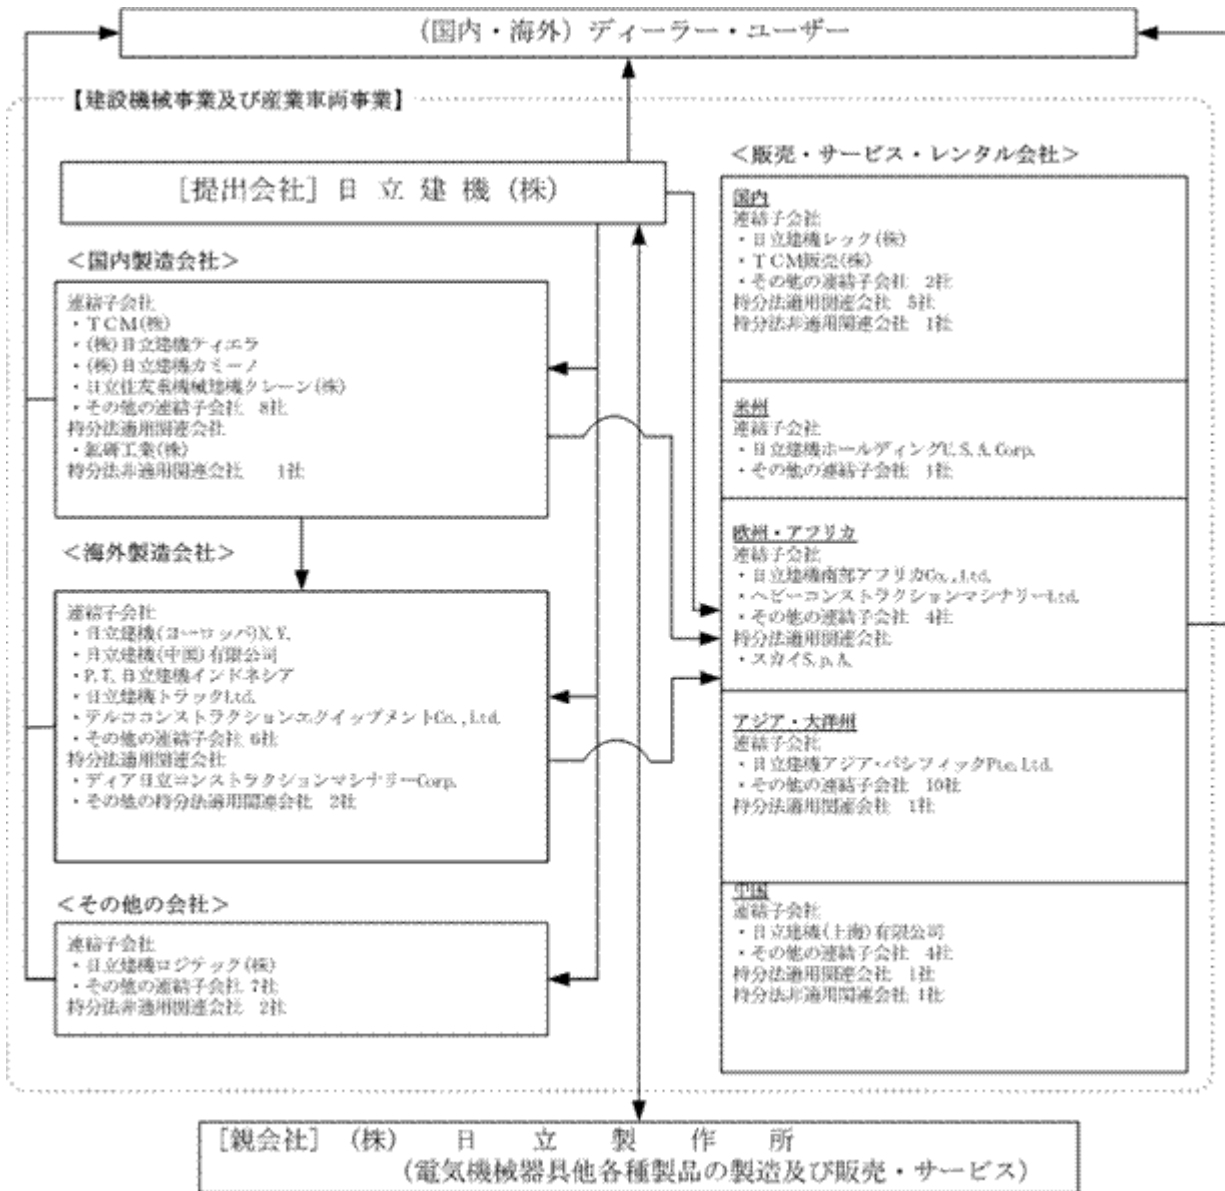 (国内・海外) ディーラー・ユーザー
【建設機械事業及び産業車両事業】
[提出会社] 日 立 建 機 (株)
＜国内製造会社＞
連結子会社
・ＴＣＭ(株)
・(株)日立建機ティエラ
・(株)日立建機カミーノ
・日立住友重機械建機クレーン(株)
・その他の連結子会社 8社
持分法適用関連会社
・鉱研工業(株)
持分法非適用関連会社 1社
＜海外製造会社＞
連結子会社
・日立建機(ヨーロッパ)N.V.
・日立建機(中国)有限公司
・P.T.日立建機インドネシア
・日立建機トラックLtd.
・テルココンストラクションエクイップメントCo.,Ltd.
・その他の連結子会社 6社
持分法適用関連会社
・ディア日立コンストラクションマシナリーCorp.
・その他の持分法適用関連会社 2社
＜その他の会社＞
連結子会社
・日立建機ロジテック(株)
・その他の連結子会社 7社
持分法非適用関連会社 2社
＜販売・サービス・レンタル会社＞
国内
連結子会社
・日立建機レック(株)
・ＴＣＭ販売(株)
・その他の連結子会社 2社
持分法適用関連会社 5社
持分法非適用関連会社 1社
米州
連結子会社
・日立建機ホールディングU.S.A.Corp.
・その他の連結子会社 1社
欧州・アフリカ
連結子会社
・日立建機南部アフリカCo.,Ltd.
・ヘビーコンストラクションマシナリーLtd.
・その他の連結子会社 4社
持分法適用関連会社
・スカイS.p.A.
アジア・大洋州
連結子会社
・日立建機アジア・パシフィックPte.Ltd.
・その他の連結子会社 10社
持分法適用関連会社 1社
中国
連結子会社
・日立建機(上海)有限公司
・その他の連結子会社 4社
持分法適用関連会社 1社
持分法非適用関連会社 1社
[親会社] (株) 日 立 製 作 所
(電気機械器具他各種製品の製造及び販売・サービス)